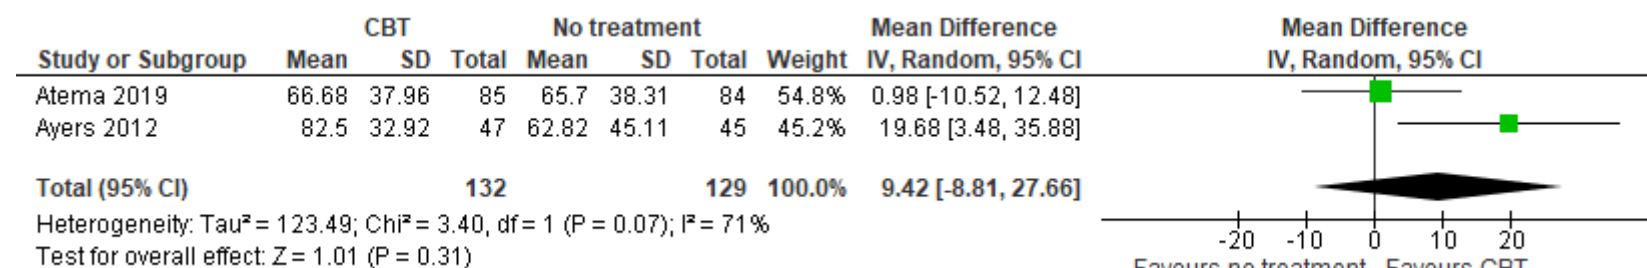 CBT No treatment Mean Difference Mean Difference
Study or Subgroup Mean SD Total Mean SD Total Weight IV, Random, 95% CI IV, Random, 95% CI
Atema 2019 66.68 37.96 85 65.7 38.31 84 54.8% 0.98 [-10.52, 12.48]
Ayers 2012 82.5 32.92 47 62.82 45.11 45 45.2% 19.68 [3.48, 35.88]
Total (95% CI) 132 129 100.0% 9.42 [-8.81, 27.66]
Heterogeneity: Tau² = 123.49; Chi² = 3.40, df = 1 (P = 0.07); I² = 71%
-20 -10 0 10 20
Test for overall effect: Z = 1.01 (P = 0.31)
Favours no treatment Favours CBT